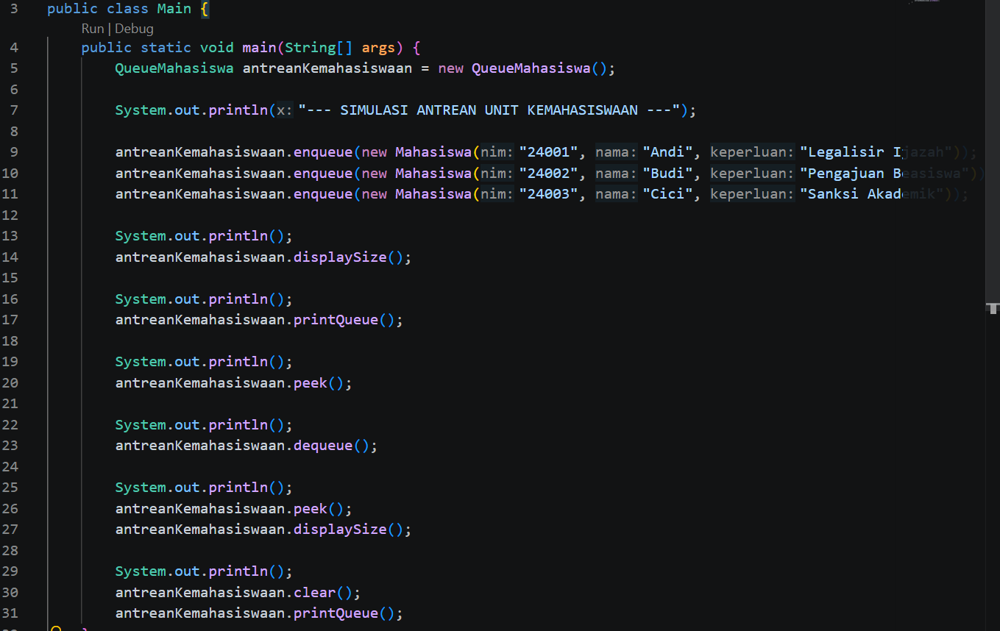 3 public class Main {
Run | Debug
4 public static void main(String[] args) {
5 QueueMahasiswa antreanKemahasiswaan = new QueueMahasiswa();
6
7 System.out.println(x: "--- SIMULASI ANTREAN UNIT KEMAHASISWAAN ---");
8
9 antreanKemahasiswaan.enqueue(new Mahasiswa(nim: "24001", nama: "Andi", keperluan: "Legalisir Ijazah"));
10 antreanKemahasiswaan.enqueue(new Mahasiswa(nim: "24002", nama: "Budi", keperluan: "Pengajuan Beasiswa"))
11 antreanKemahasiswaan.enqueue(new Mahasiswa(nim: "24003", nama: "Cici", keperluan: "Sanksi Akademik"));
12
13 System.out.println();
14 antreanKemahasiswaan.displaySize();
15
16 System.out.println();
17 antreanKemahasiswaan.printQueue();
18
19 System.out.println();
20 antreanKemahasiswaan.peek();
21
22 System.out.println();
23 antreanKemahasiswaan.dequeue();
24
25 System.out.println();
26 antreanKemahasiswaan.peek();
27 antreanKemahasiswaan.displaySize();
28
29 System.out.println();
30 antreanKemahasiswaan.clear();
31 antreanKemahasiswaan.printQueue();